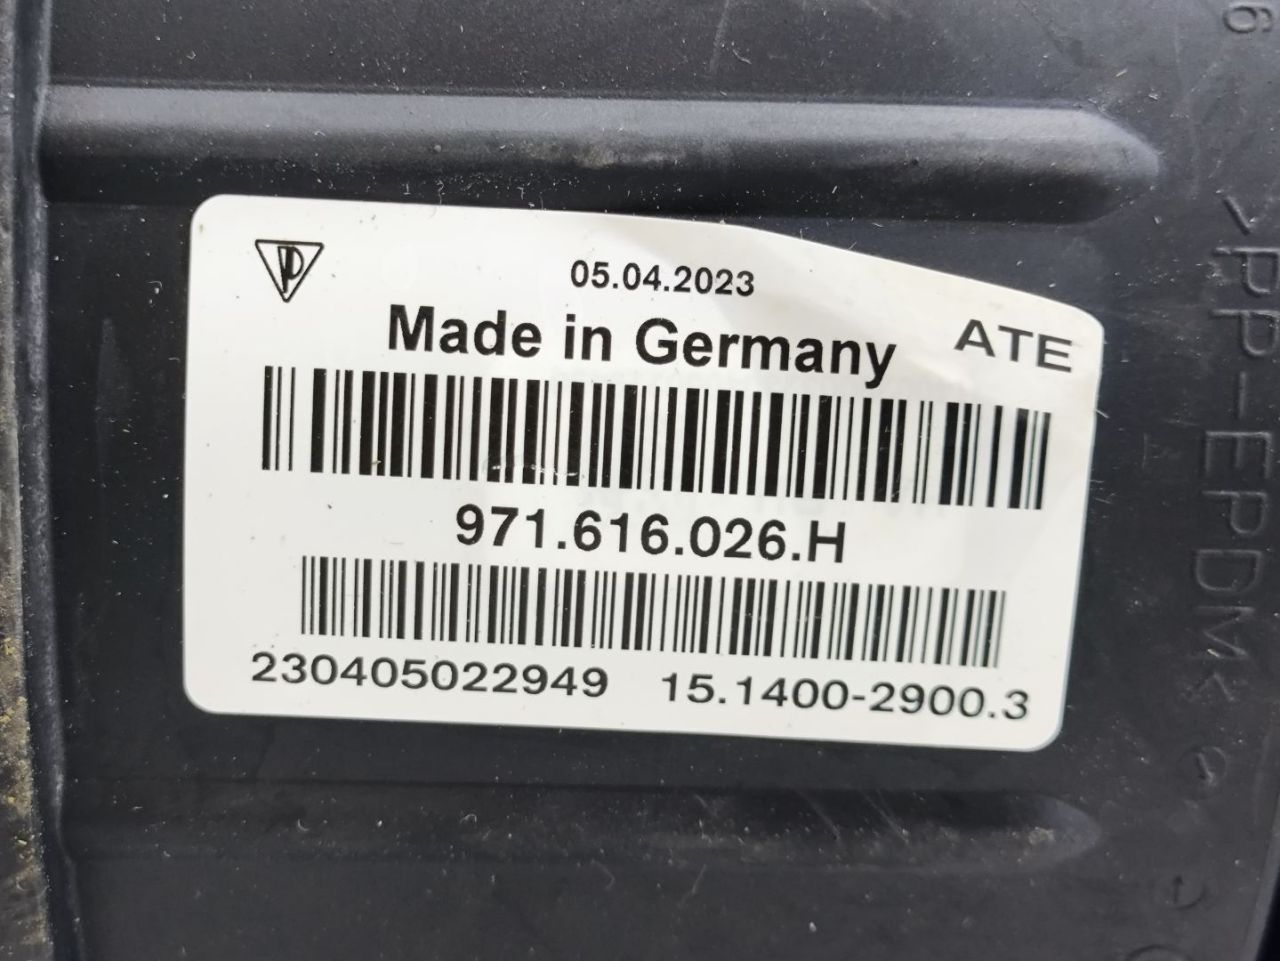 05.04.2023
Made in Germany
ATE
971.616.026.H
230405022949 15.1400-2900.3
>PP-EPDM<